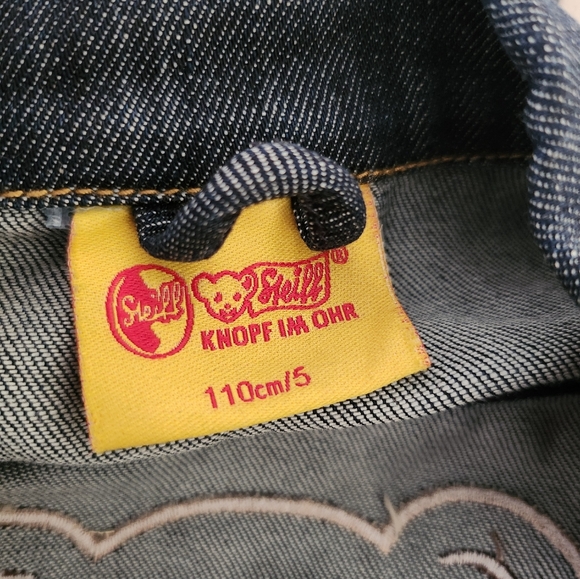 Steiff
Steiff®
KNOPF IM OHR
110cm/5